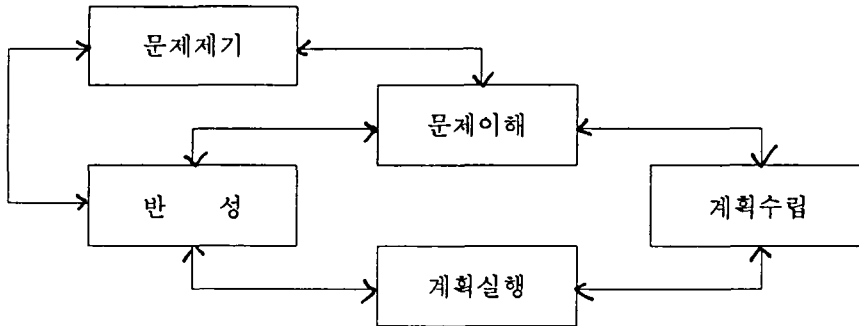 문제제기
문제이해
반 성
계획수립
계획실행